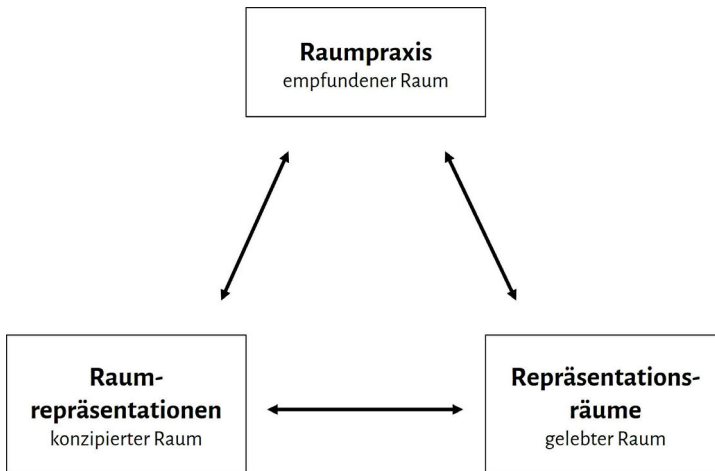 Raumpraxis
empfundener Raum
Raum-
repräsentationen
konzipierter Raum
Repräsentations-
räume
gelebter Raum